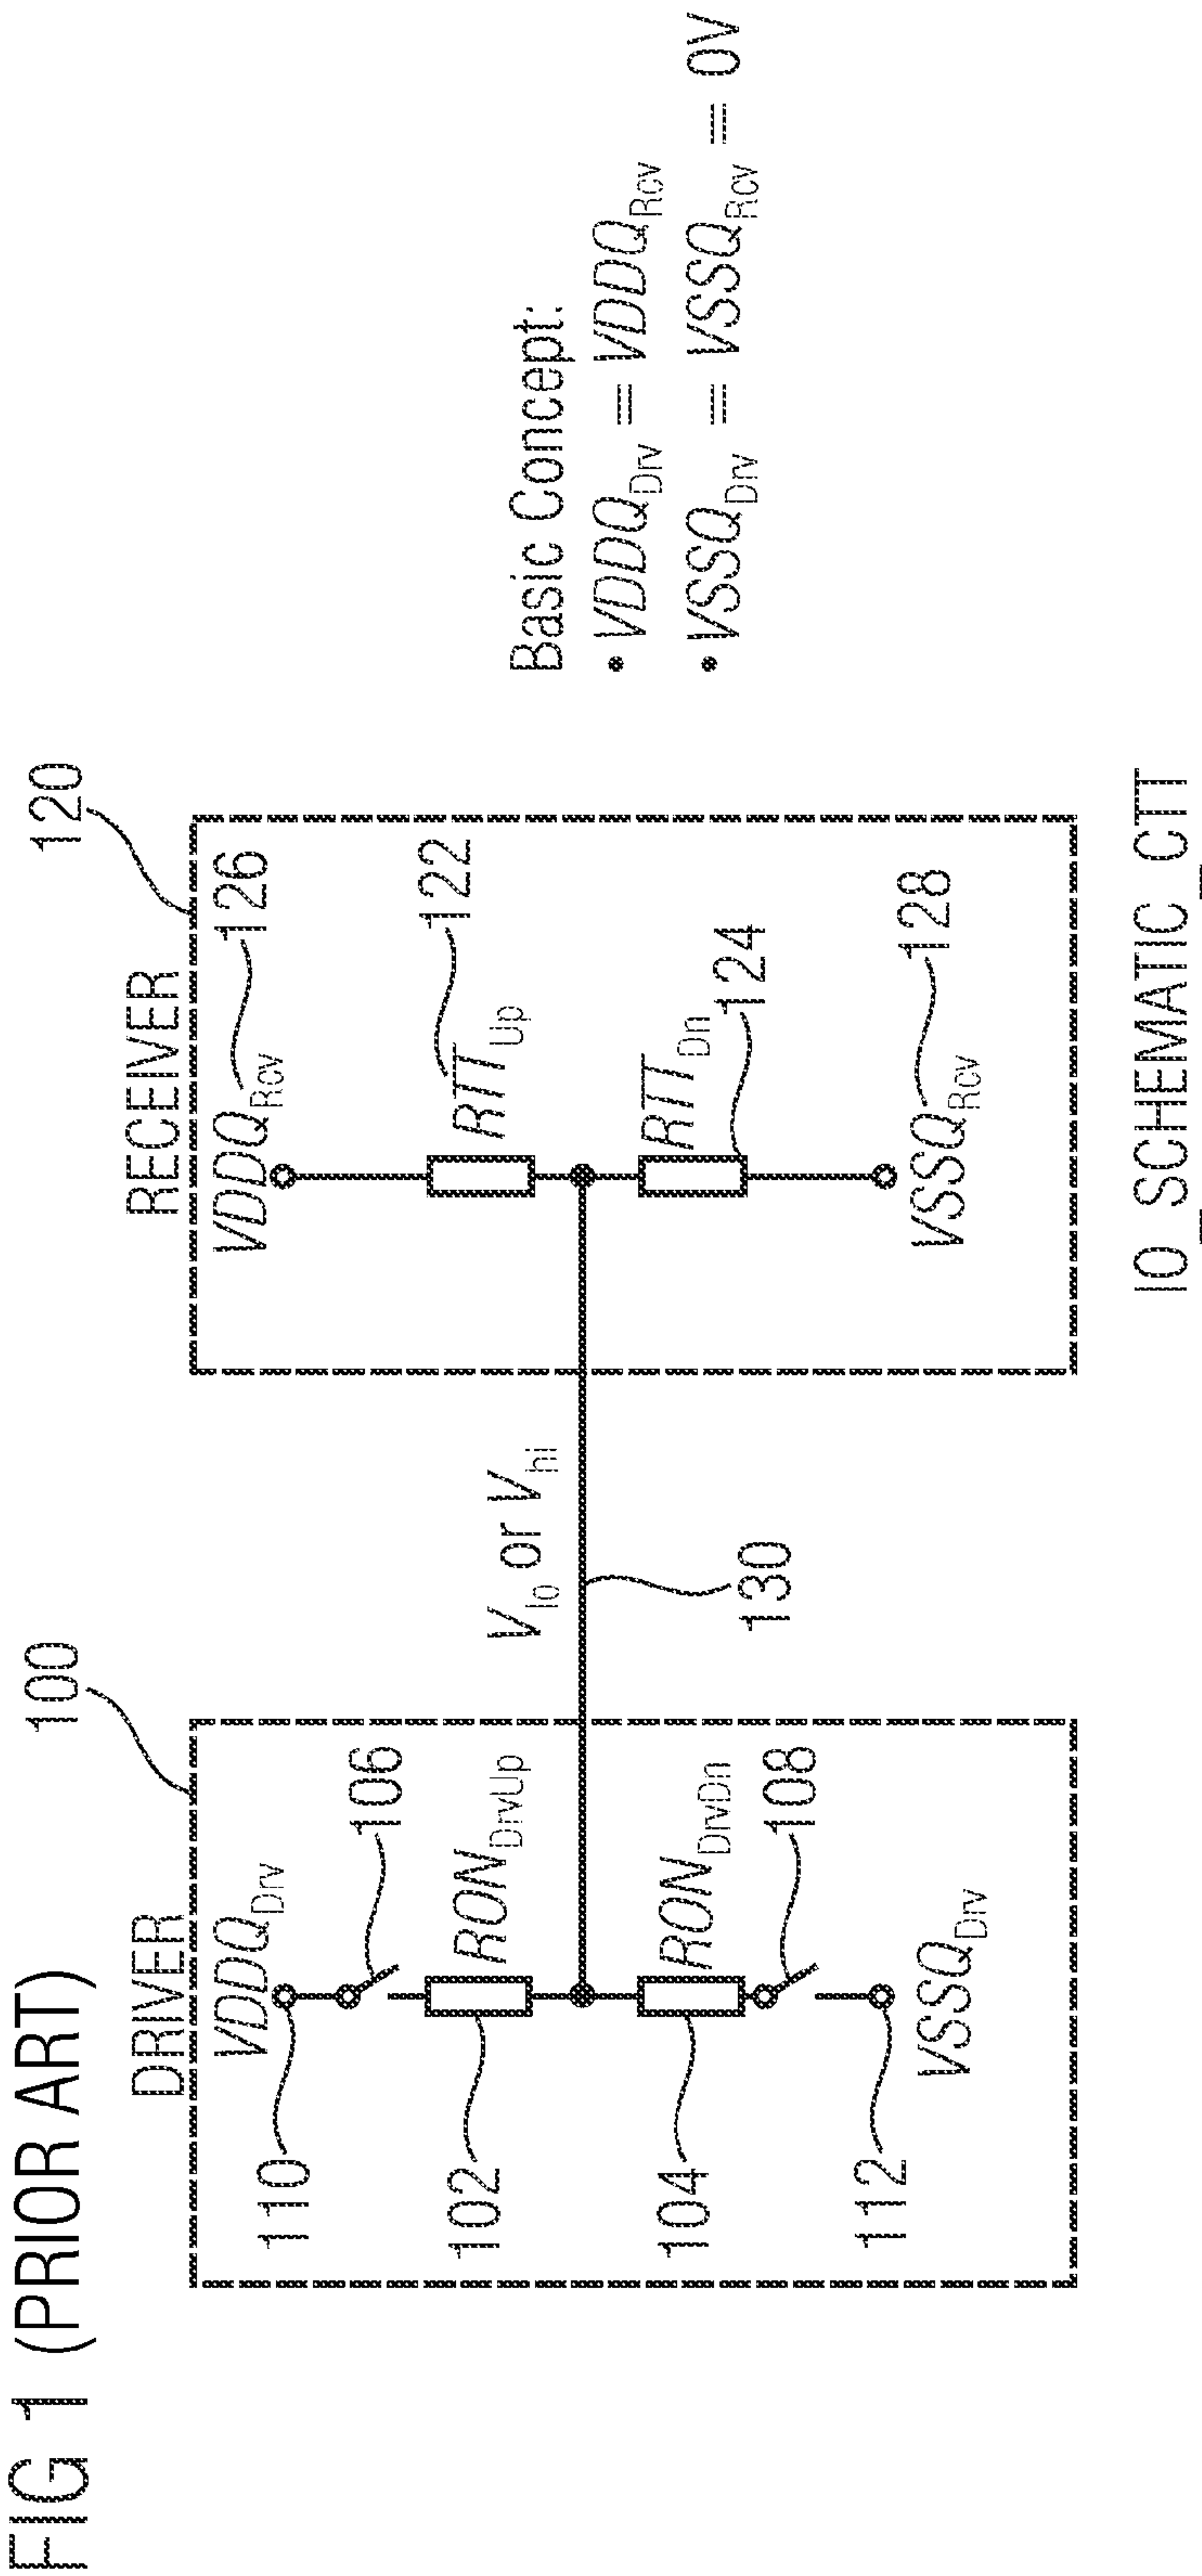 FIG 1 (PRIOR ART)
100
120
DRIVER
RECEIVER
VDDQDrv
VDDQRcv
126
110
106
102
RONDrvUp
Vlo or Vhi
RTTUp
122
104
RONDrvDn
130
RTTDn
124
108
112
VSSQDrv
VSSQRcv
128
Basic Concept:
• VDDQDrv = VDDQRcv
• VSSQDrv = VSSQRcv = 0V
IO_SCHEMATIC_CTT